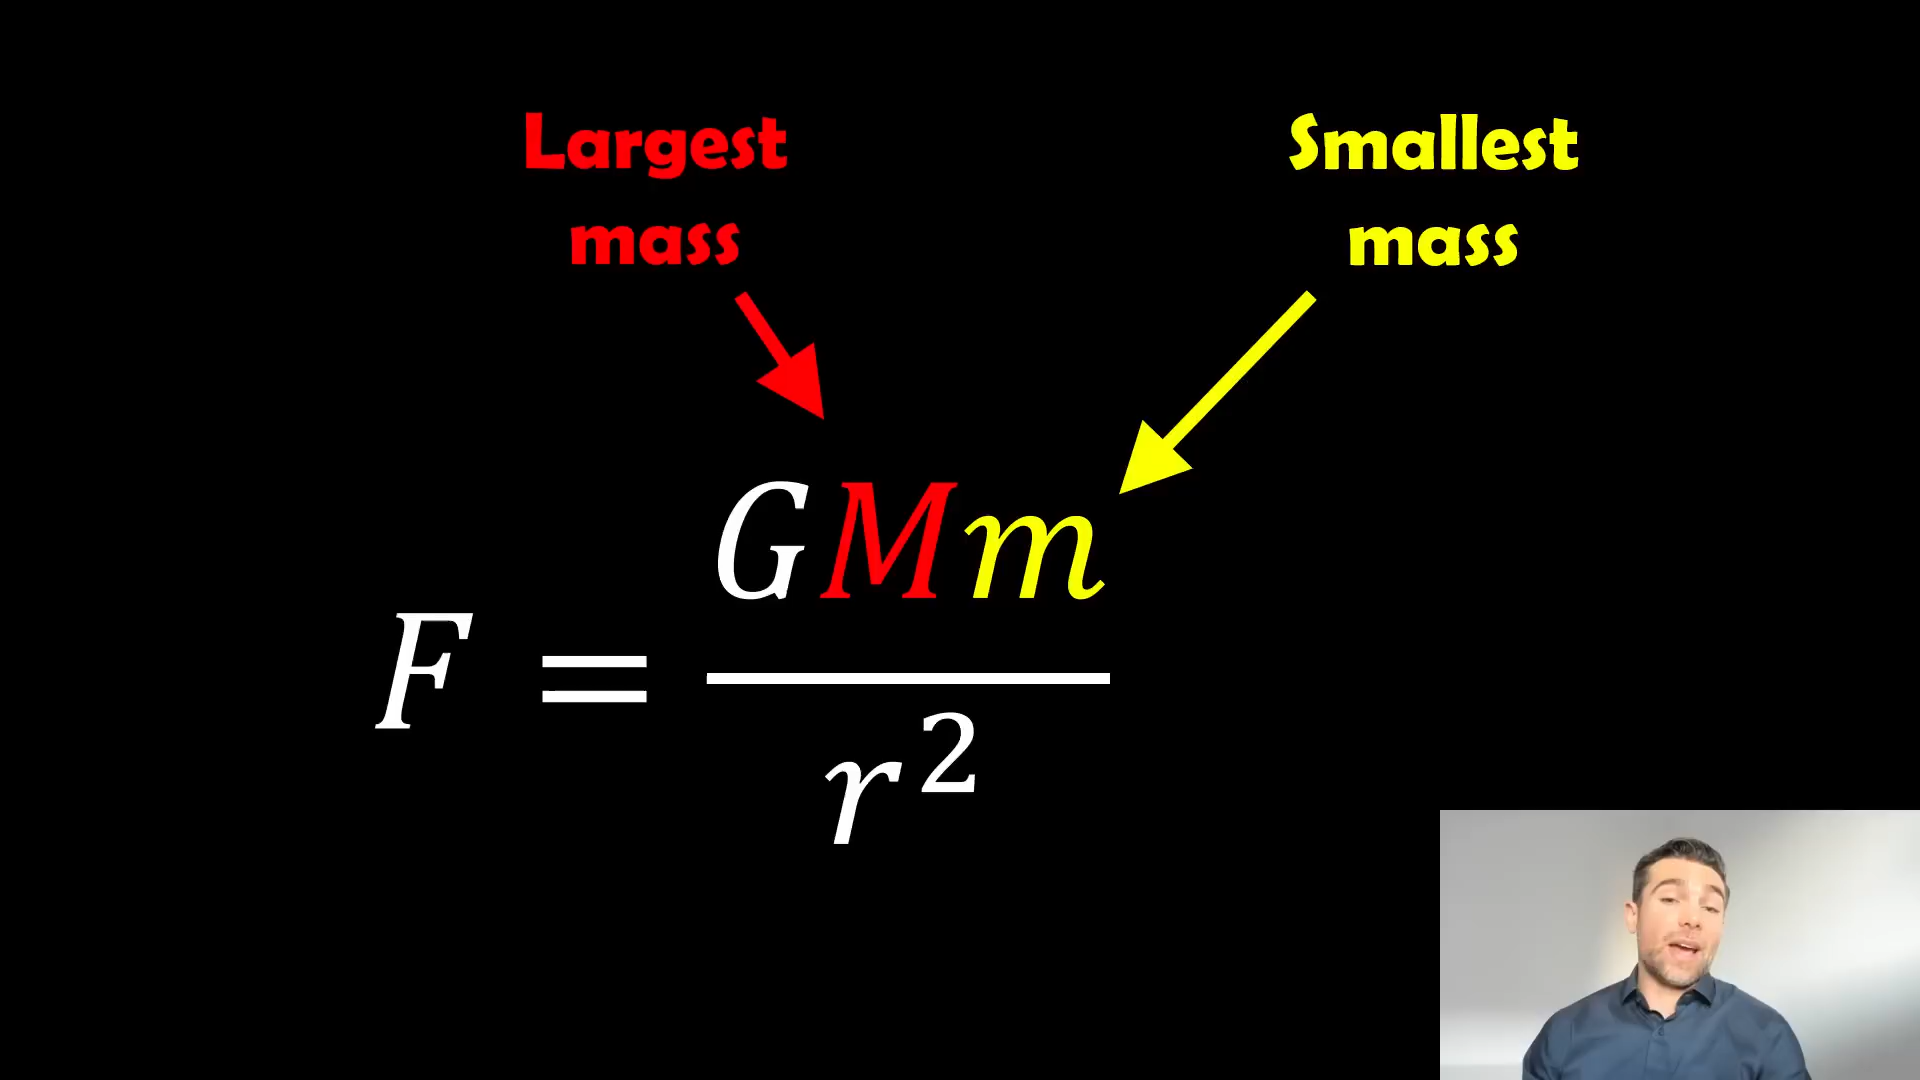 Largest
mass
Smallest
mass
F = GMm / r²